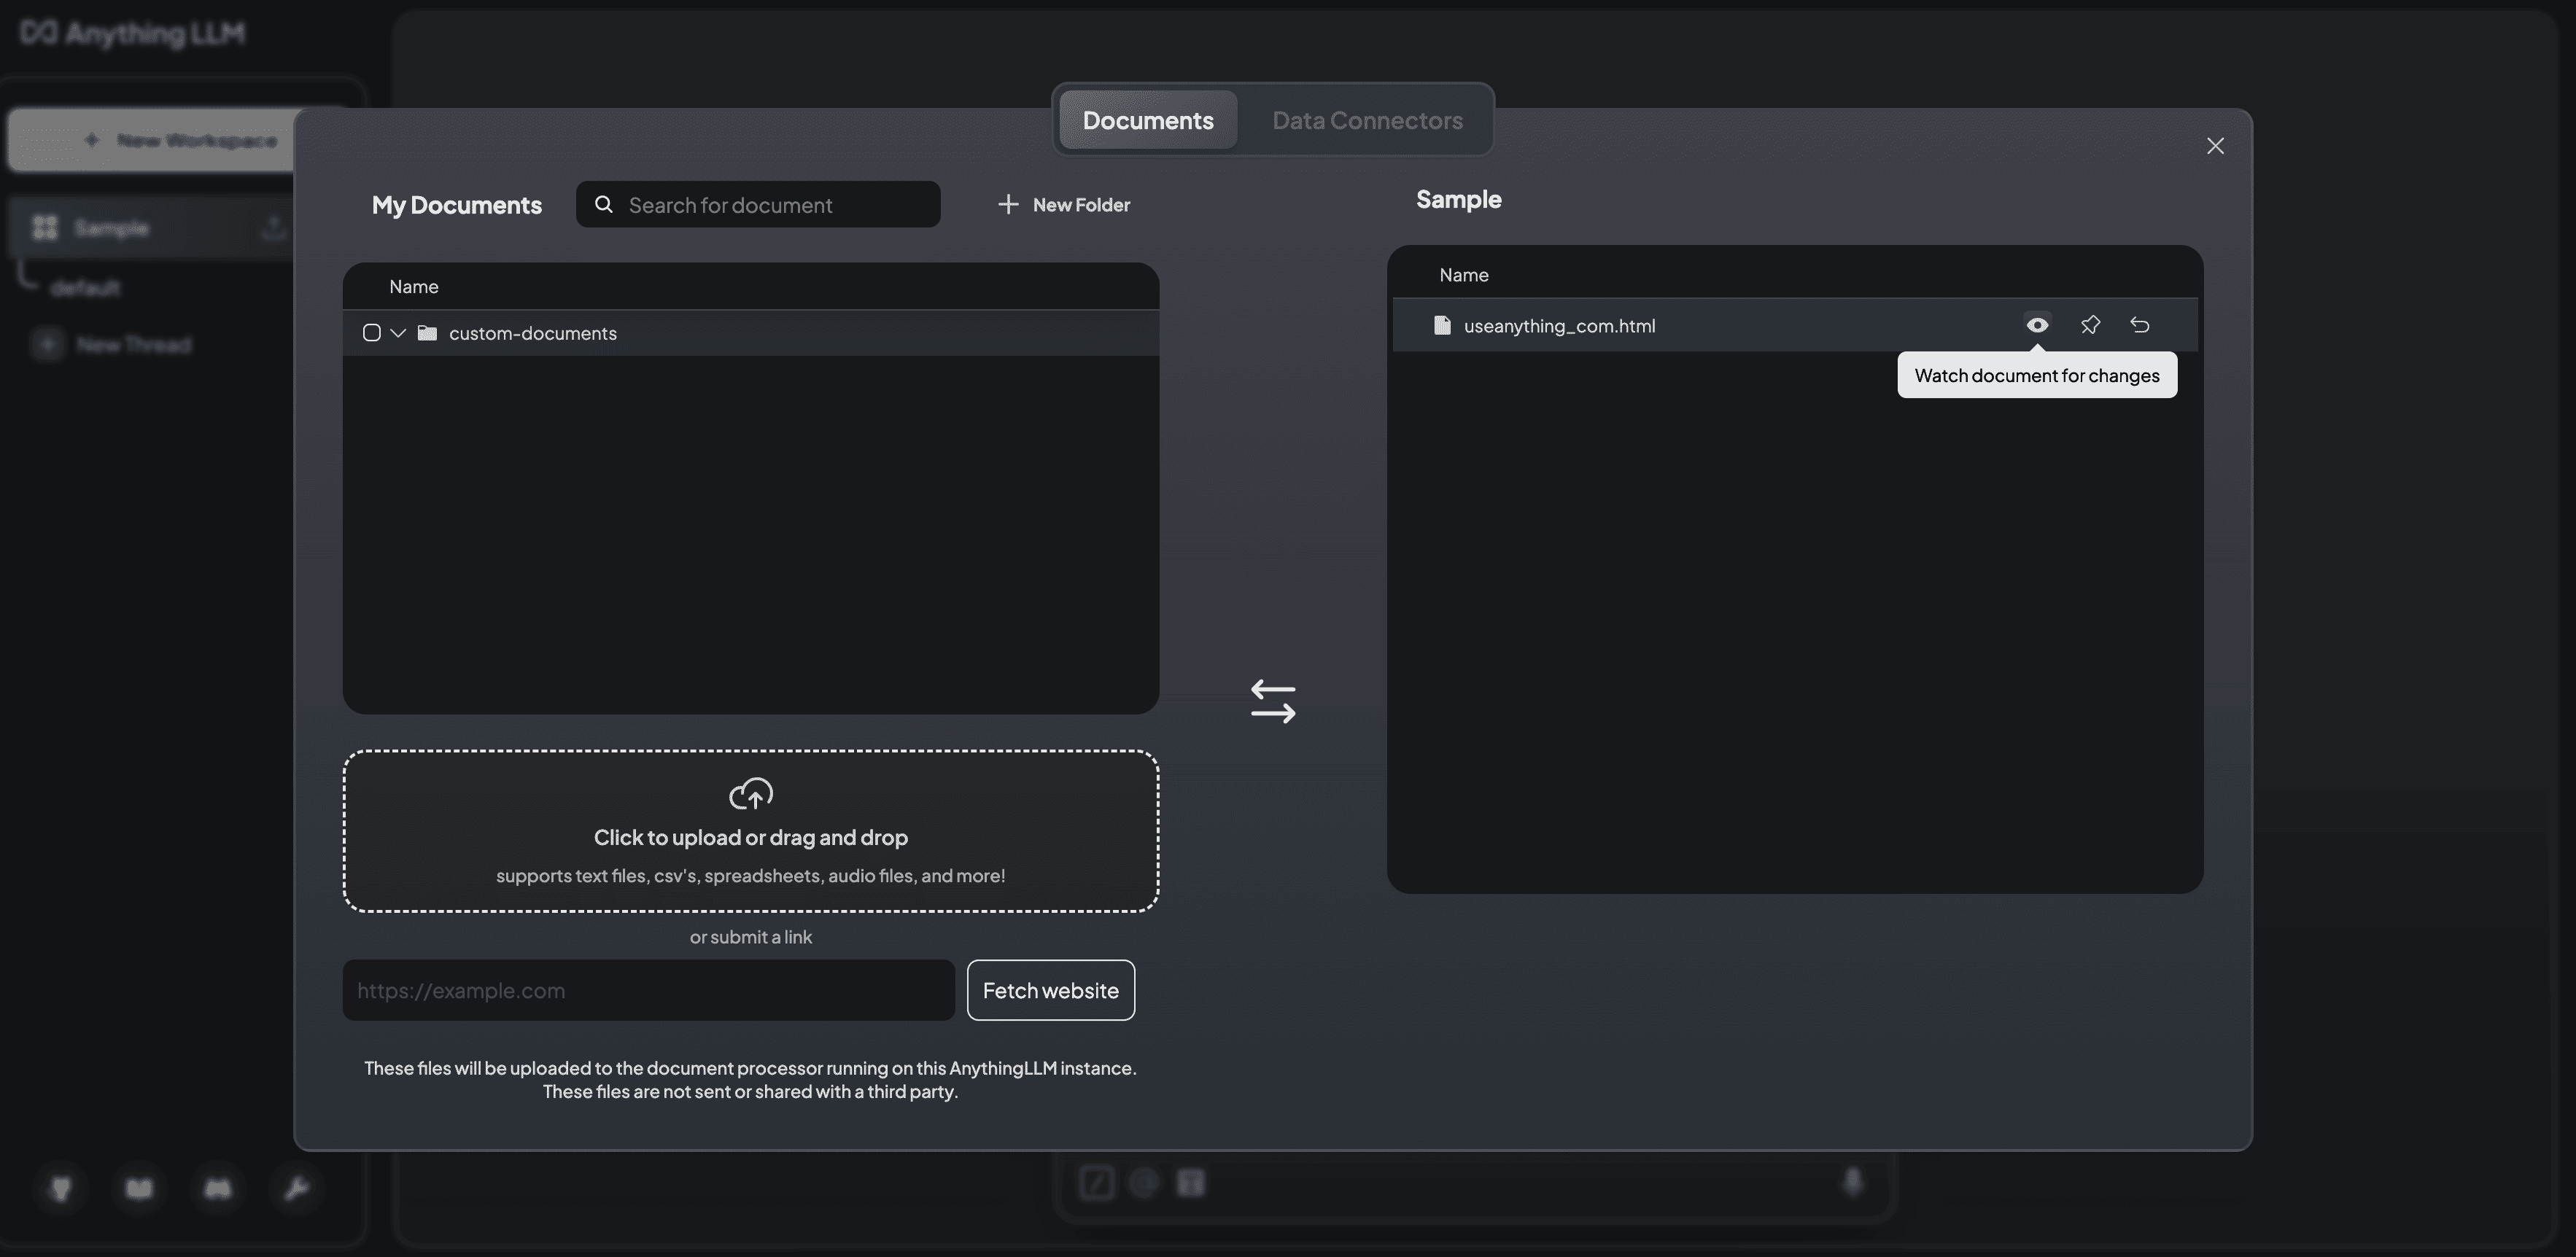 Anything LLM
New Workspace
Sample
default
New Thread
Documents
Data Connectors
My Documents
Search for document
New Folder
Name
custom-documents
Click to upload or drag and drop
supports text files, csv's, spreadsheets, audio files, and more!
or submit a link
https://example.com
Fetch website
These files will be uploaded to the document processor running on this AnythingLLM instance.
These files are not sent or shared with a third party.
Sample
Name
useanything_com.html
Watch document for changes